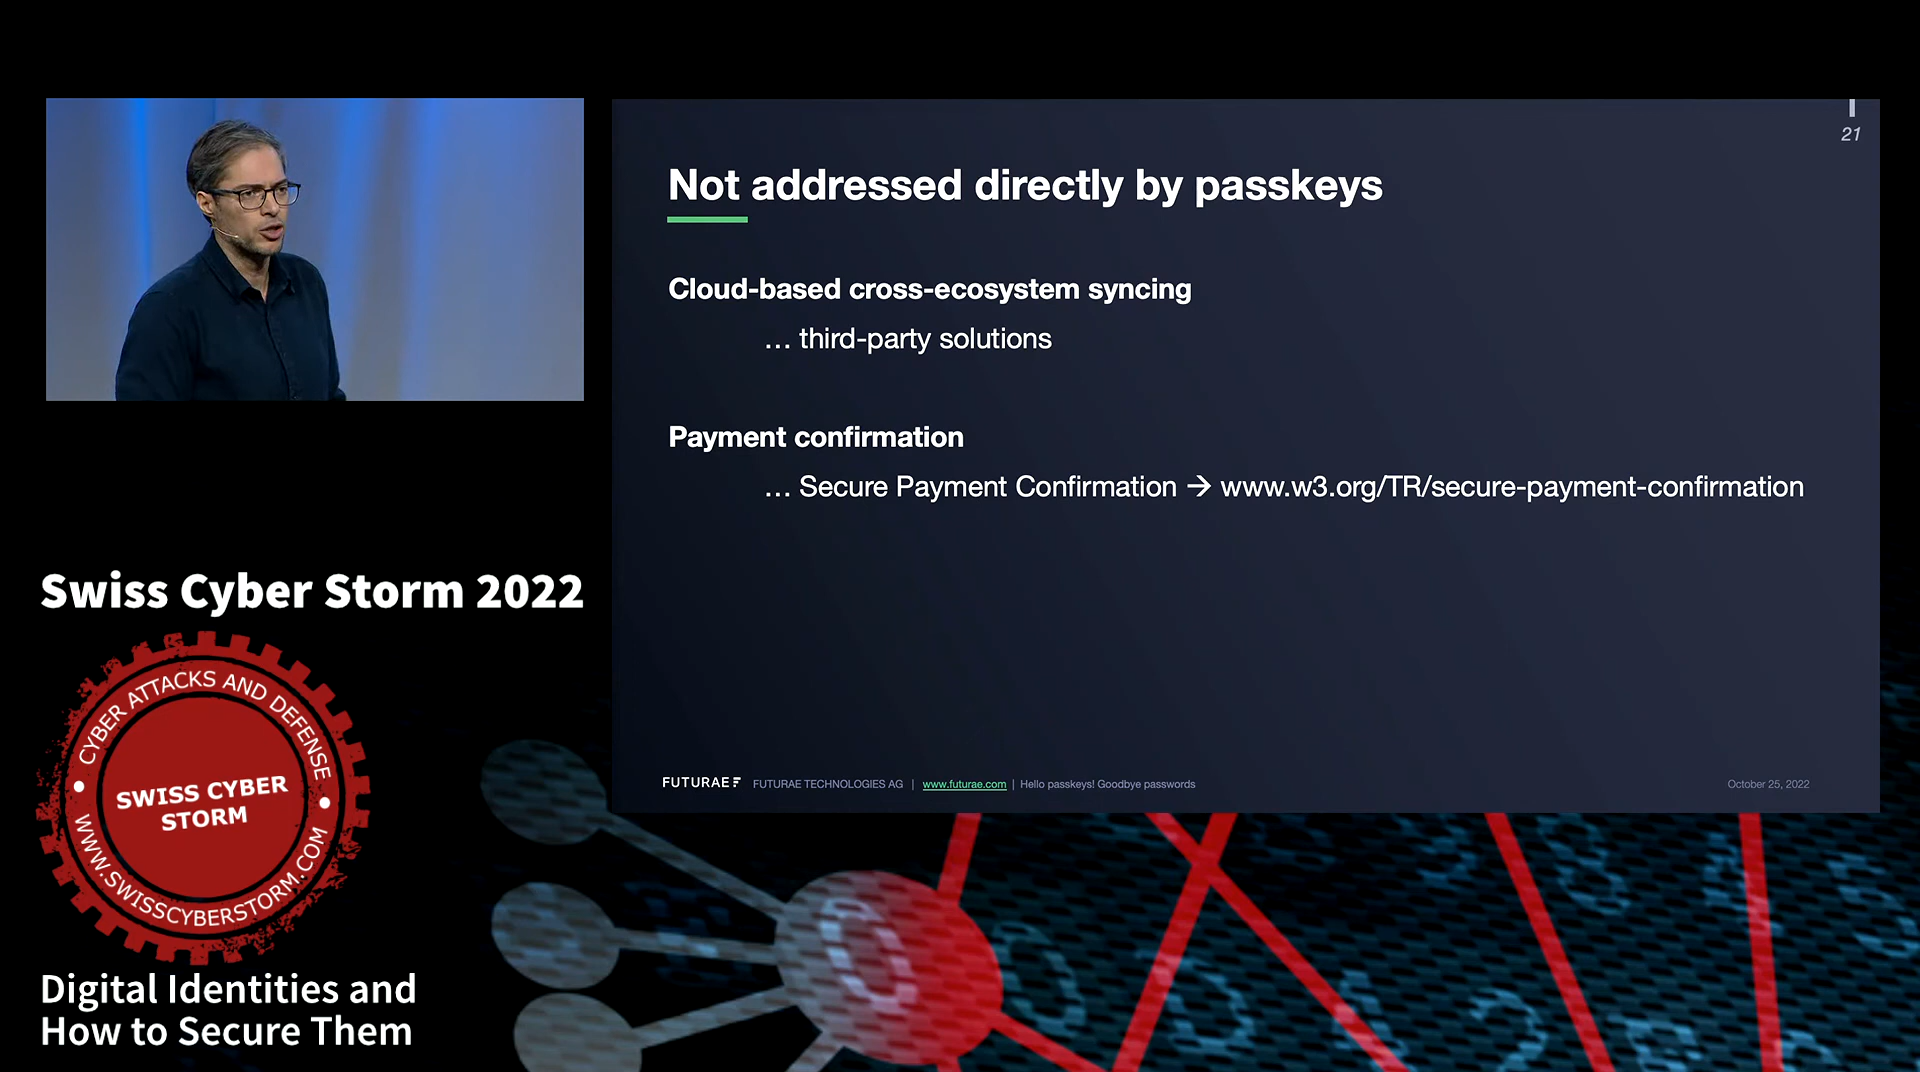 21
Not addressed directly by passkeys
Cloud-based cross-ecosystem syncing
... third-party solutions
Payment confirmation
... Secure Payment Confirmation → www.w3.org/TR/secure-payment-confirmation
FUTURAE FUTURAE TECHNOLOGIES AG | www.futurae.com | Hello passkeys! Goodbye passwords
October 25, 2022
Swiss Cyber Storm 2022
CYBER ATTACKS AND DEFENSE
SWISS CYBER
STORM
WWW.SWISSCYBERSTORM.COM
Digital Identities and
How to Secure Them